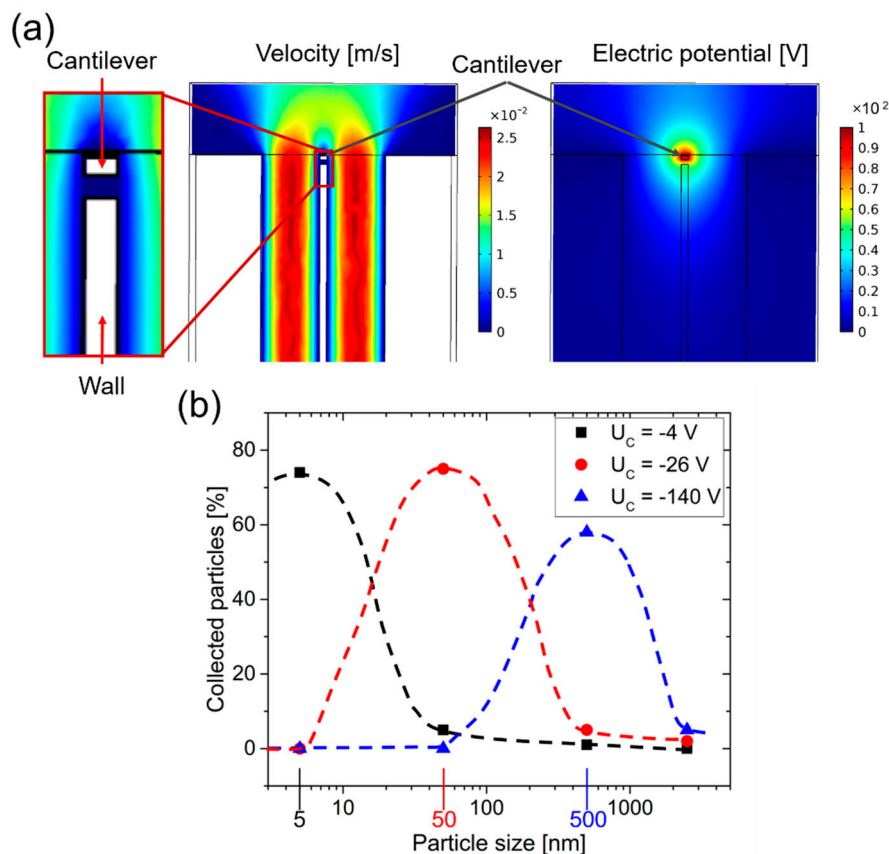 (a)
Velocity [m/s]
Electric potential [V]
Cantilever
Cantilever
×10⁻²
2.5
2
1.5
1
0.5
0
×10²
1
0.9
0.8
0.7
0.6
0.5
0.4
0.3
0.2
0.1
0
Wall
(b)
U_C = -4 V
U_C = -26 V
U_C = -140 V
Collected particles [%]
80
60
40
20
0
5 10 50 100 500 1000
Particle size [nm]